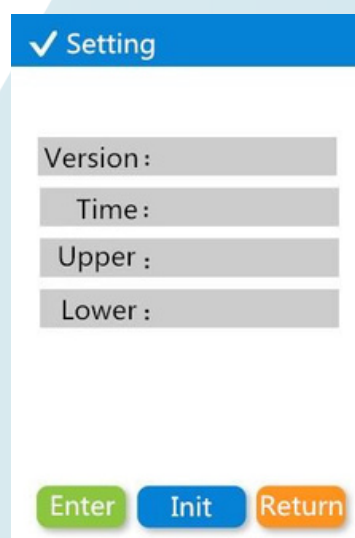 Setting
Version：
Time：
Upper：
Lower：
Enter Init Return